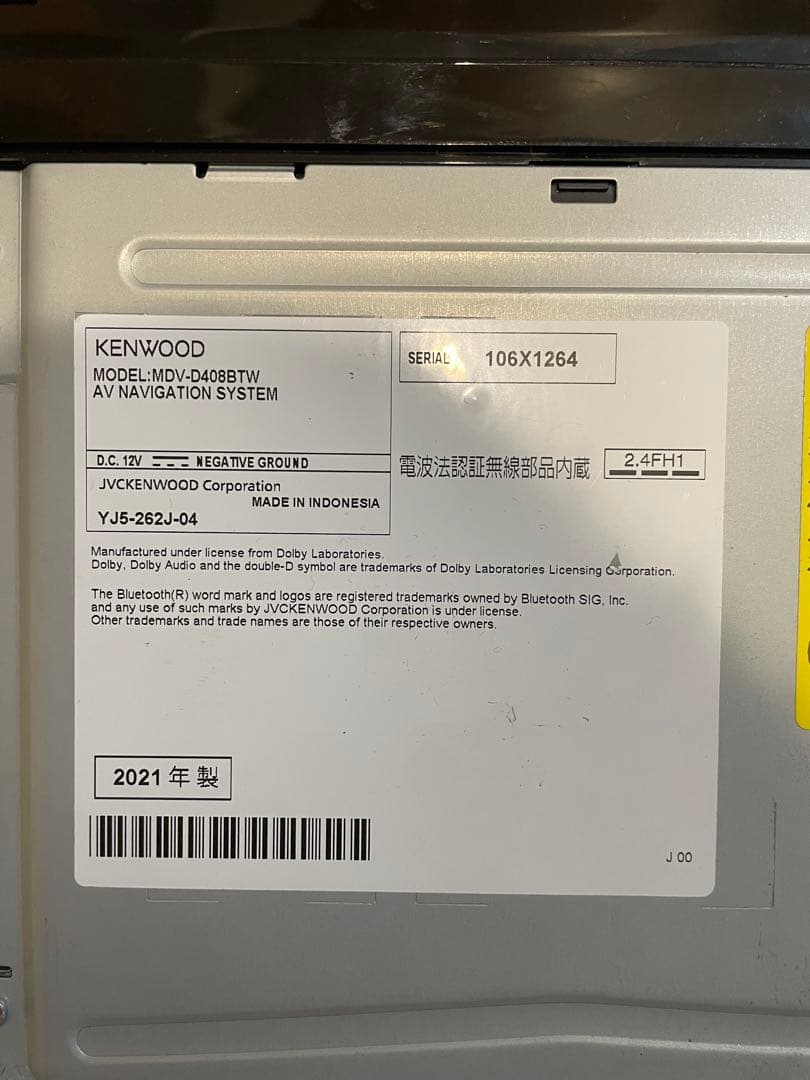 KENWOOD
MODEL:MDV-D408BTW
AV NAVIGATION SYSTEM
SERIAL 106X1264
D.C. 12V NEGATIVE GROUND
電波法認証無線部品内蔵 2.4FH1
JVCKENWOOD Corporation
MADE IN INDONESIA
YJ5-262J-04
Manufactured under license from Dolby Laboratories.
Dolby, Dolby Audio and the double-D symbol are trademarks of Dolby Laboratories Licensing Corporation.
The Bluetooth(R) word mark and logos are registered trademarks owned by Bluetooth SIG, Inc.
and any use of such marks by JVCKENWOOD Corporation is under license.
Other trademarks and trade names are those of their respective owners.
2021 年 製
J 00